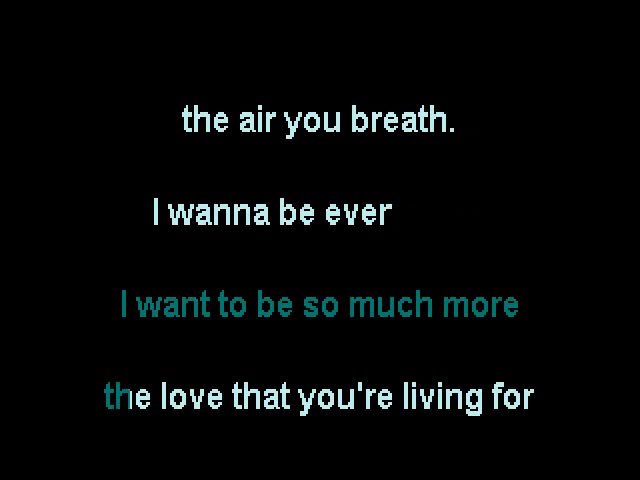 the air you breath.
I wanna be ever
I want to be so much more
the love that you're living for